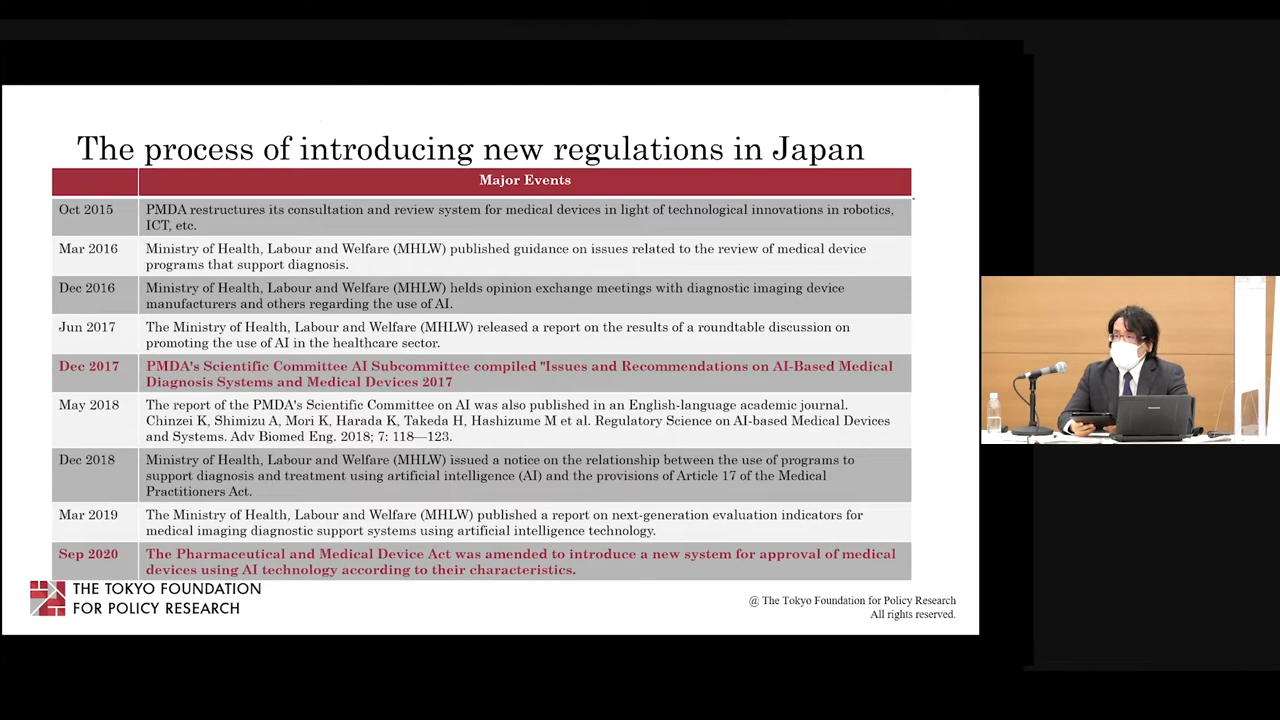 The process of introducing new regulations in Japan
Major Events
Oct 2015
PMDA restructures its consultation and review system for medical devices in light of technological innovations in robotics,
ICT, etc.
Mar 2016
Ministry of Health, Labour and Welfare (MHLW) published guidance on issues related to the review of medical device
programs that support diagnosis.
Dec 2016
Ministry of Health, Labour and Welfare (MHLW) helds opinion exchange meetings with diagnostic imaging device
manufacturers and others regarding the use of AI.
Jun 2017
The Ministry of Health, Labour and Welfare (MHLW) released a report on the results of a roundtable discussion on
promoting the use of AI in the healthcare sector.
Dec 2017
PMDA's Scientific Committee AI Subcommittee compiled "Issues and Recommendations on AI-Based Medical
Diagnosis Systems and Medical Devices 2017
May 2018
The report of the PMDA's Scientific Committee on AI was also published in an English-language academic journal.
Chinzei K, Shimizu A, Mori K, Harada K, Takeda H, Hashizume M et al. Regulatory Science on AI-based Medical Devices
and Systems. Adv Biomed Eng. 2018; 7: 118—123.
Dec 2018
Ministry of Health, Labour and Welfare (MHLW) issued a notice on the relationship between the use of programs to
support diagnosis and treatment using artificial intelligence (AI) and the provisions of Article 17 of the Medical
Practitioners Act.
Mar 2019
The Ministry of Health, Labour and Welfare (MHLW) published a report on next-generation evaluation indicators for
medical imaging diagnostic support systems using artificial intelligence technology.
Sep 2020
The Pharmaceutical and Medical Device Act was amended to introduce a new system for approval of medical
devices using AI technology according to their characteristics.
THE TOKYO FOUNDATION
FOR POLICY RESEARCH
@ The Tokyo Foundation for Policy Research
All rights reserved.